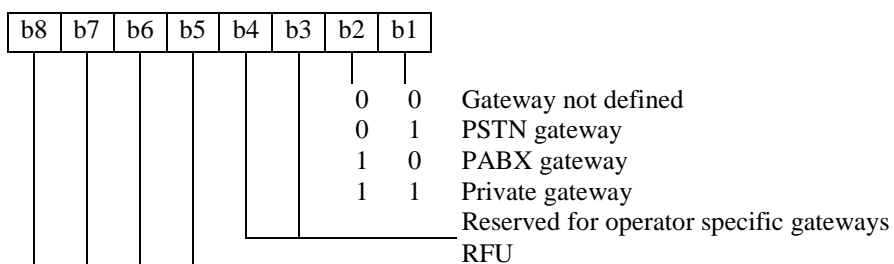 b8 b7 b6 b5 b4 b3 b2 b1
0 0 Gateway not defined
0 1 PSTN gateway
1 0 PABX gateway
1 1 Private gateway
Reserved for operator specific gateways
RFU